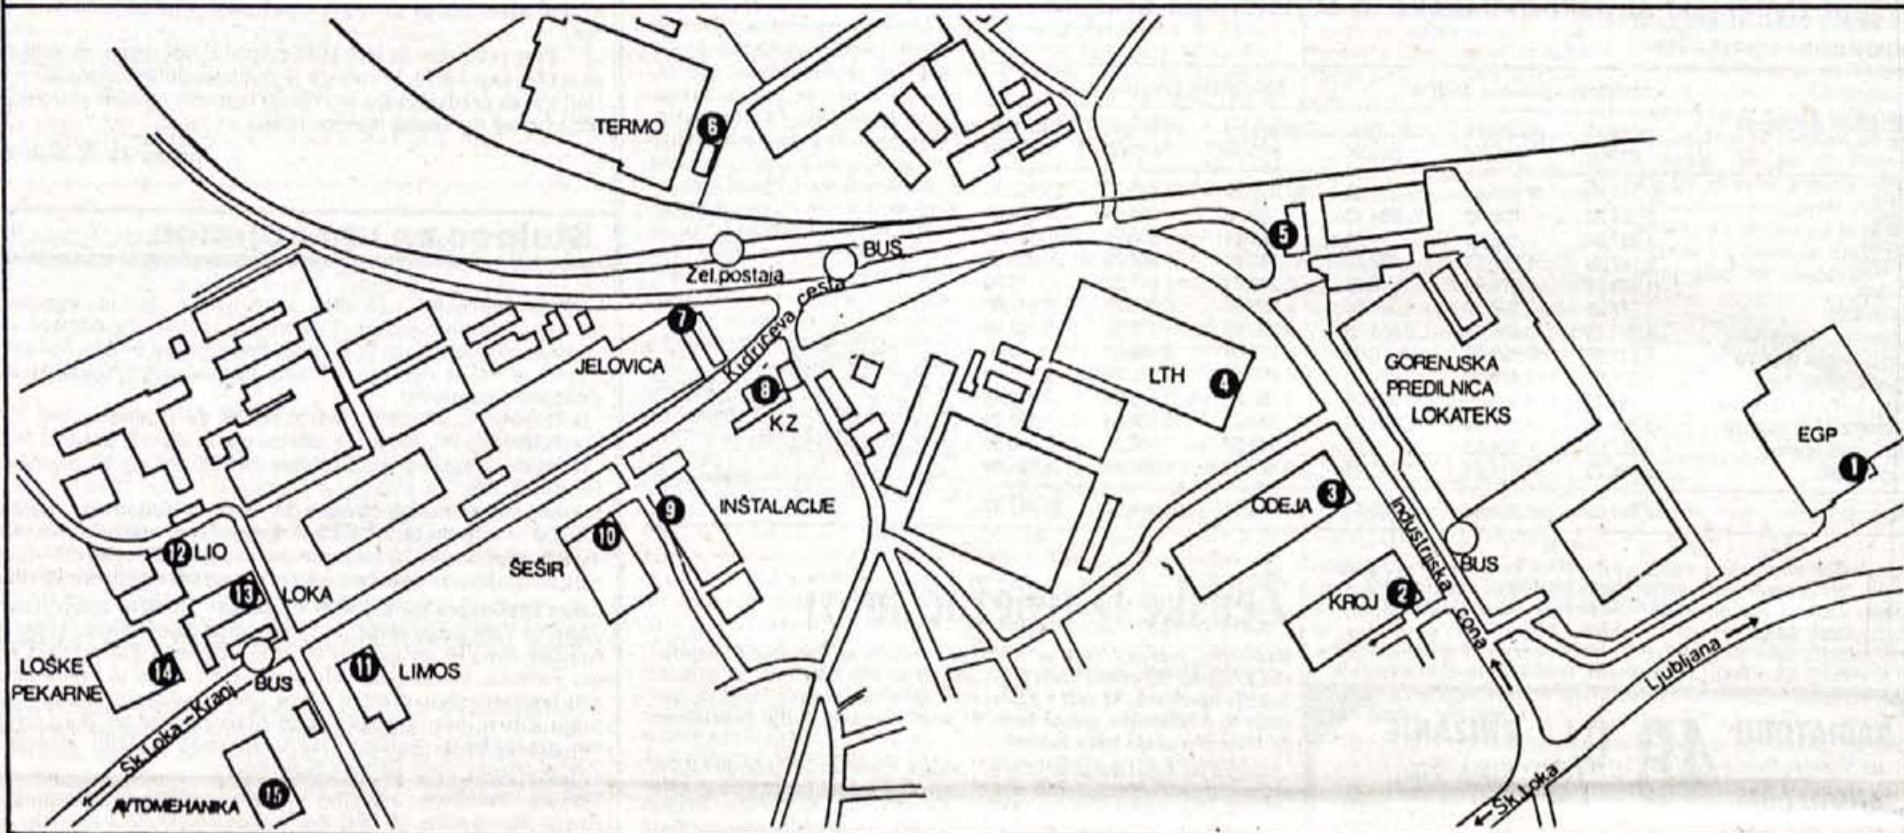 TERMO
6
5
BUS
Žel.postaja
Kidričeva cesta
7
JELOVICA
8
KZ
LTH
4
GORENJSKA
PREDILNICA
LOKATEKS
EGP
1
ODEJA
3
Industrijska cona
BUS
KROJ
2
9
INŠTALACIJE
10
ŠEŠIR
12
LIO
13
LOKA
LOŠKE
PEKARNE
14
BUS
11
LIMOS
Šk.Loka-Kranj
AVTOMEHANIKA
15
Ljubljana
Šk.Loka